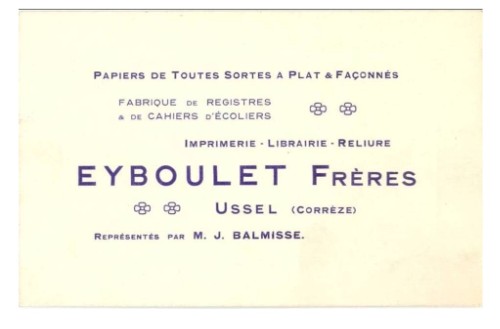 PAPIERS DE TOUTES SORTES A PLAT & FAÇONNÉS
FABRIQUE DE REGISTRES
& DE CAHIERS D'ÉCOLIERS
IMPRIMERIE - LIBRAIRIE - RELIURE
EYBOULET FRÈRES
USSEL (CORRÈZE)
REPRÉSENTÉS PAR M. J. BALMISSE.